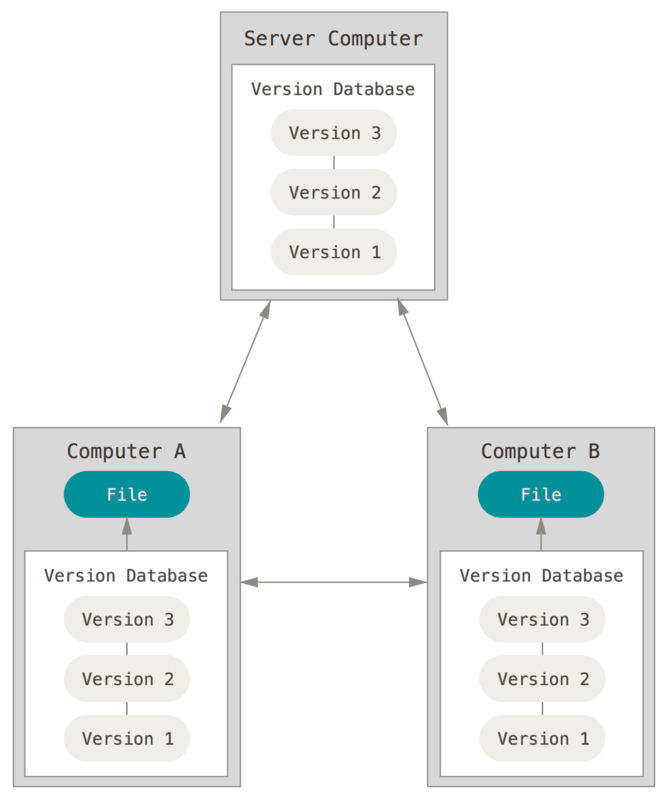 Server Computer
Version Database
Version 3
Version 2
Version 1
Computer A
File
Version Database
Version 3
Version 2
Version 1
Computer B
File
Version Database
Version 3
Version 2
Version 1